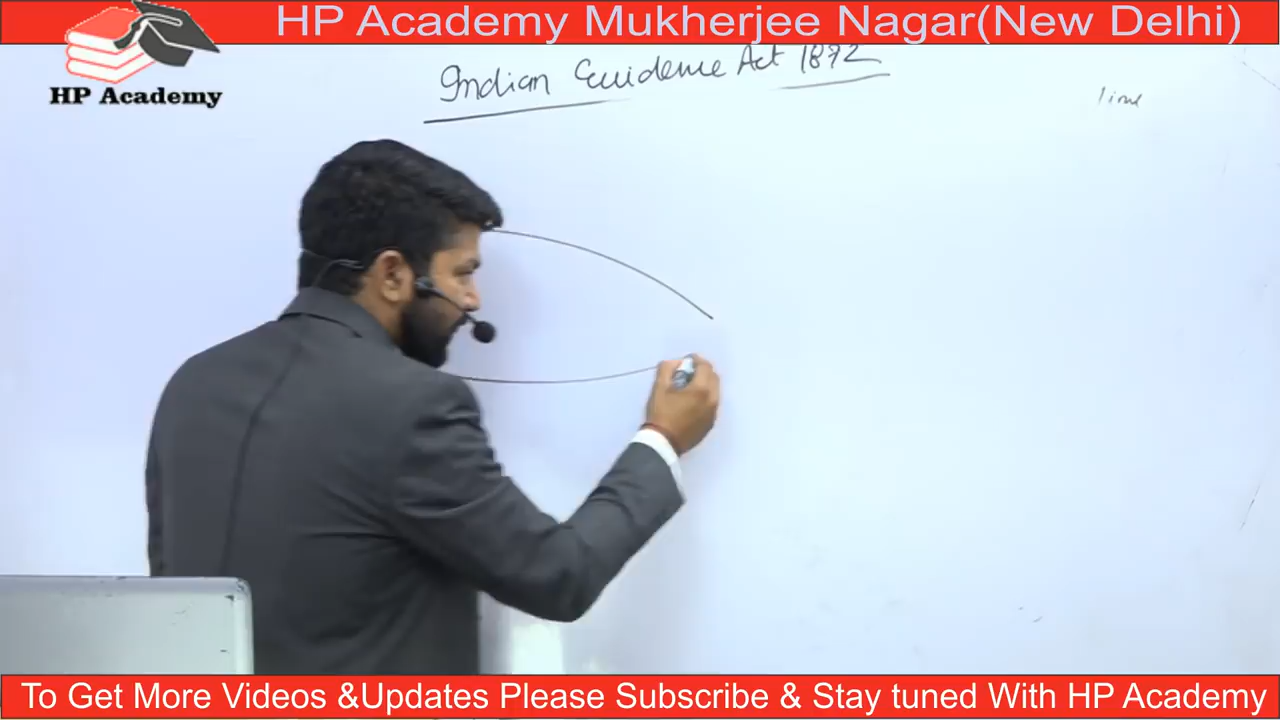 HP Academy Mukherjee Nagar(New Delhi)
HP Academy
Indian Evidence Act 1872
To Get More Videos &Updates Please Subscribe & Stay tuned With HP Academy